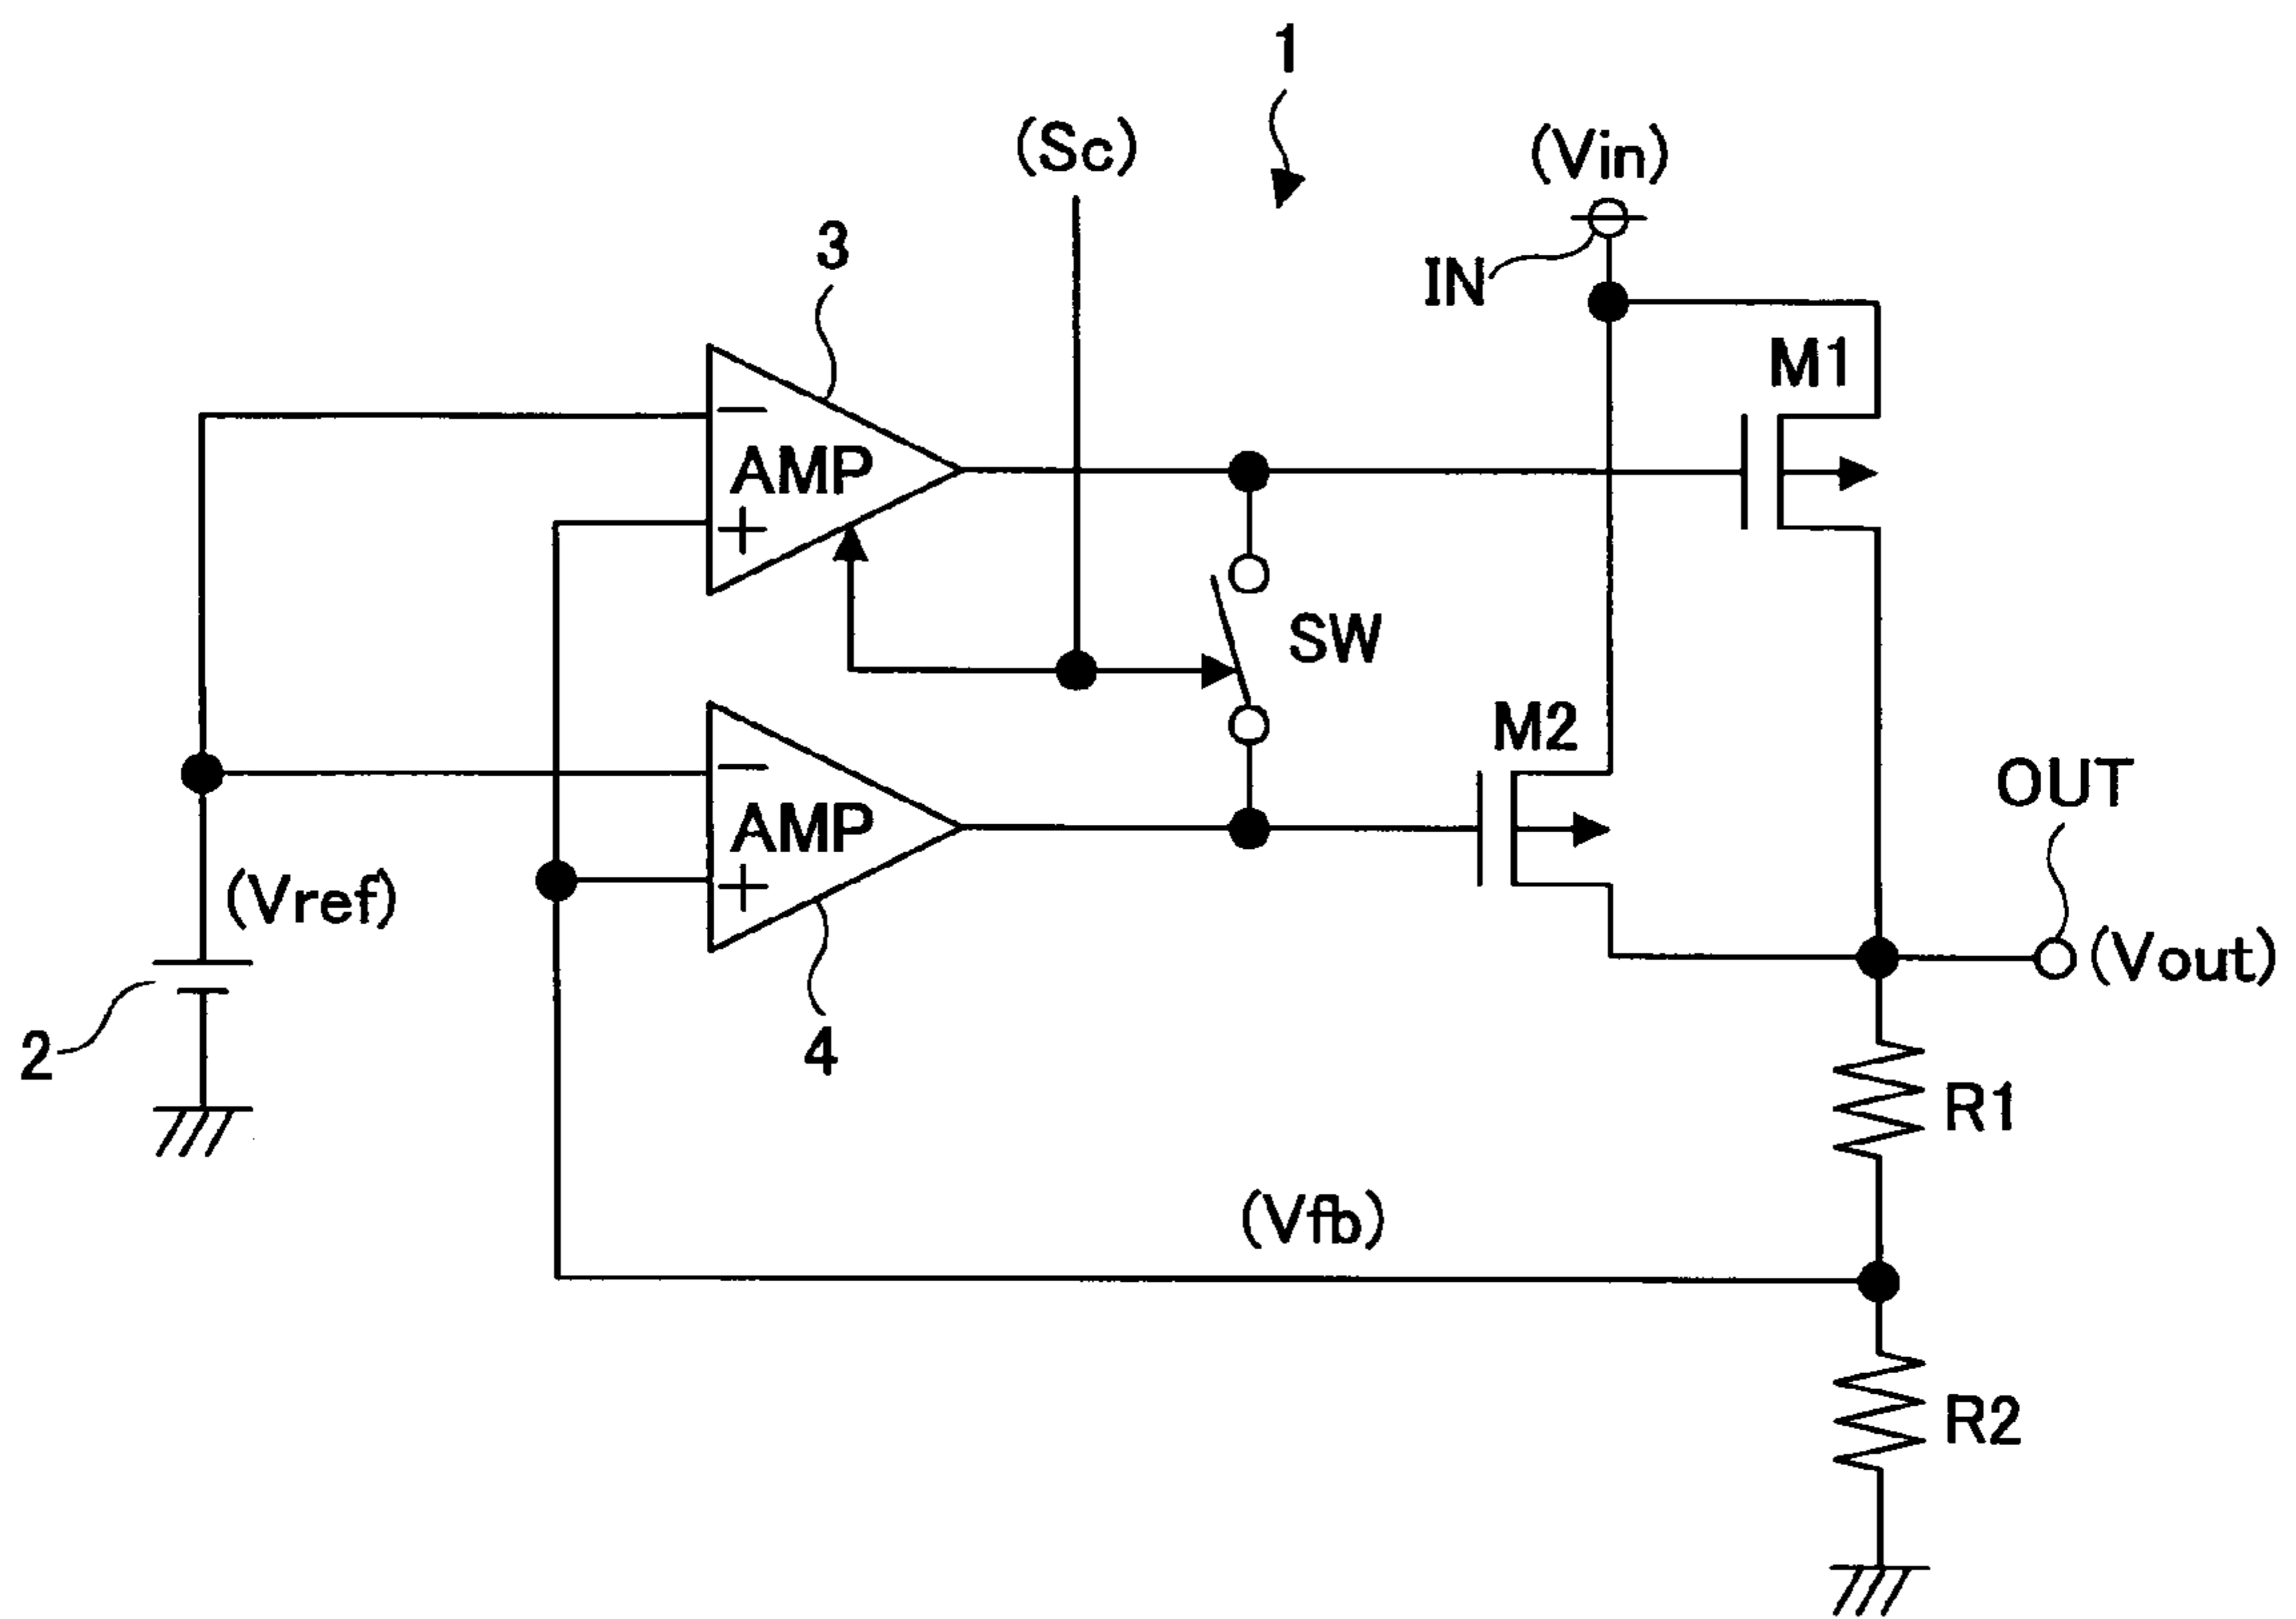 1
(Sc)
(Vin)
3
IN
M1
−
AMP
+
SW
M2
OUT
−
AMP
+
(Vref)
(Vout)
2
4
R1
(Vfb)
R2